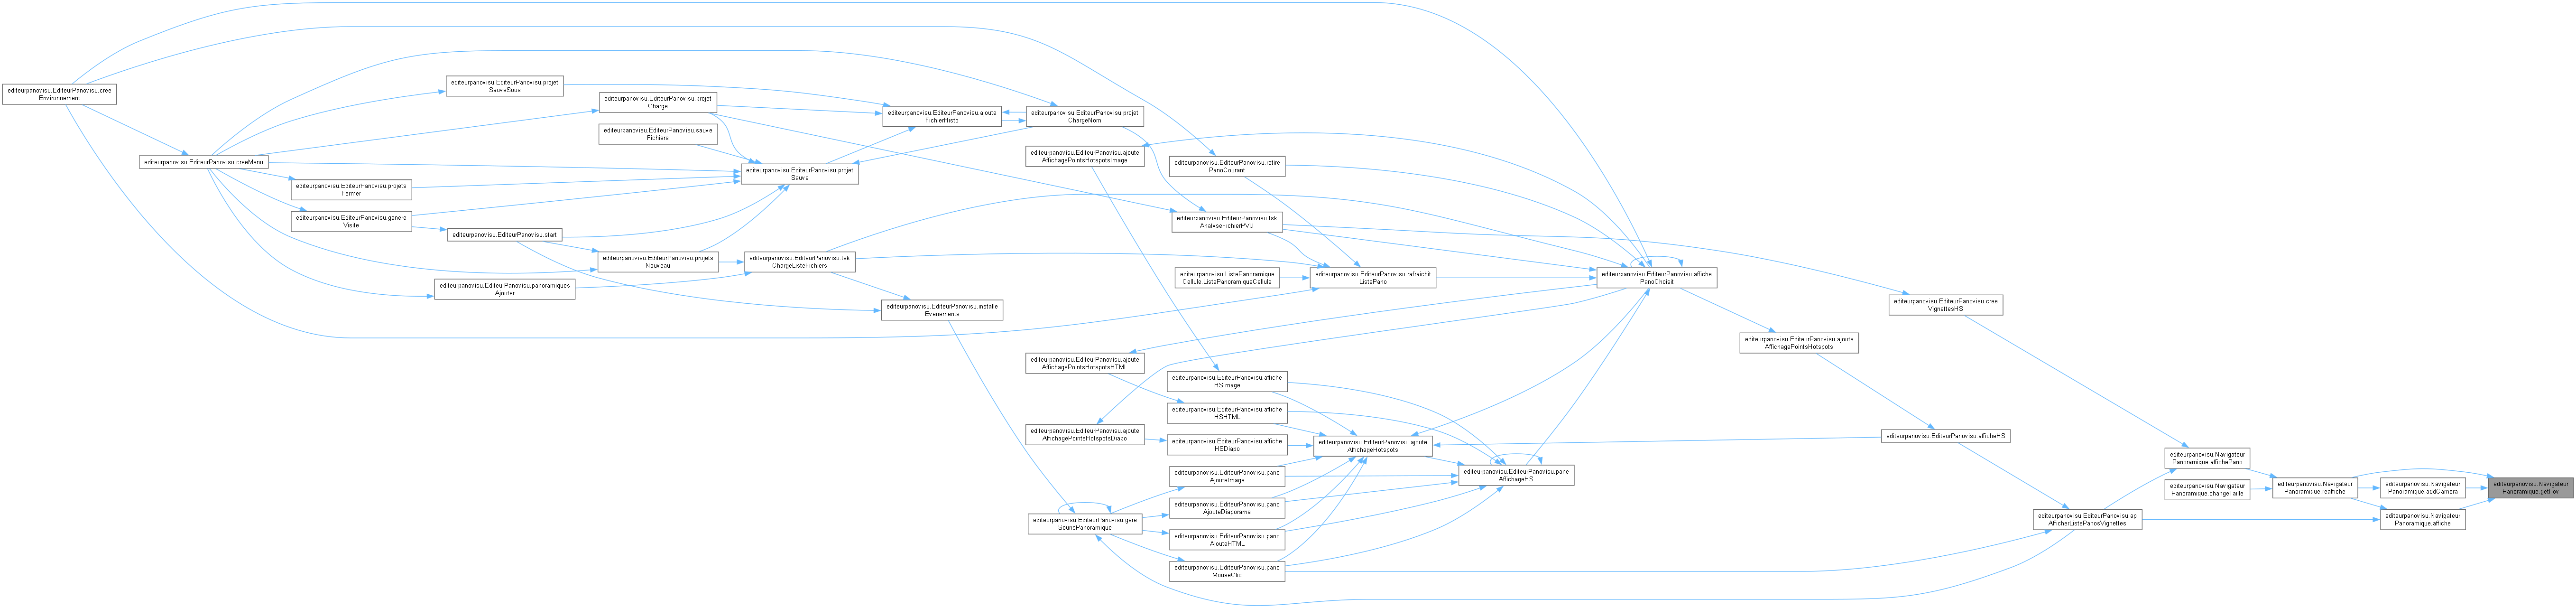 editeurpanovisu.EditeurPanovisu.cree
Environnement
editeurpanovisu.EditeurPanovisu.creeMenu
editeurpanovisu.EditeurPanovisu.projet
SauveSous
editeurpanovisu.EditeurPanovisu.projets
Fermer
editeurpanovisu.EditeurPanovisu.genere
Visite
editeurpanovisu.EditeurPanovisu.start
editeurpanovisu.EditeurPanovisu.panoramiques
Ajouter
editeurpanovisu.EditeurPanovisu.projet
Charge
editeurpanovisu.EditeurPanovisu.sauve
Fichiers
editeurpanovisu.EditeurPanovisu.projets
Nouveau
editeurpanovisu.EditeurPanovisu.projet
Sauve
editeurpanovisu.EditeurPanovisu.tsk
ChargeListeFichiers
editeurpanovisu.EditeurPanovisu.ajoute
FichierHisto
editeurpanovisu.EditeurPanovisu.installe
Evenements
editeurpanovisu.EditeurPanovisu.projet
ChargeNom
editeurpanovisu.EditeurPanovisu.ajoute
AffichagePointsHotspotsImage
editeurpanovisu.EditeurPanovisu.ajoute
AffichagePointsHotspotsHTML
editeurpanovisu.EditeurPanovisu.ajoute
AffichagePointsHotspotsDiapo
editeurpanovisu.EditeurPanovisu.gere
SourisPanoramique
editeurpanovisu.EditeurPanovisu.retire
PanoCourant
editeurpanovisu.EditeurPanovisu.tsk
AnalyseFichierPVU
editeurpanovisu.ListePanoramique
Cellule.ListePanoramiqueCellule
editeurpanovisu.EditeurPanovisu.affiche
HSImage
editeurpanovisu.EditeurPanovisu.affiche
HSHTML
editeurpanovisu.EditeurPanovisu.affiche
HSDiapo
editeurpanovisu.EditeurPanovisu.pano
AjouteImage
editeurpanovisu.EditeurPanovisu.pano
AjouteDiaporama
editeurpanovisu.EditeurPanovisu.pano
AjouteHTML
editeurpanovisu.EditeurPanovisu.pano
MouseClic
editeurpanovisu.EditeurPanovisu.rafraichit
ListePano
editeurpanovisu.EditeurPanovisu.ajoute
AffichageHotspots
editeurpanovisu.EditeurPanovisu.pane
AffichageHS
editeurpanovisu.EditeurPanovisu.affiche
PanoChoisit
editeurpanovisu.EditeurPanovisu.ajoute
AffichagePointsHotspots
editeurpanovisu.EditeurPanovisu.cree
VignettesHS
editeurpanovisu.EditeurPanovisu.afficheHS
editeurpanovisu.EditeurPanovisu.ap
AfficherListePanosVignettes
editeurpanovisu.Navigateur
Panoramique.affichePano
editeurpanovisu.Navigateur
Panoramique.changeTaille
editeurpanovisu.Navigateur
Panoramique.reaffiche
editeurpanovisu.Navigateur
Panoramique.addCamera
editeurpanovisu.Navigateur
Panoramique.affiche
editeurpanovisu.Navigateur
Panoramique.getFov